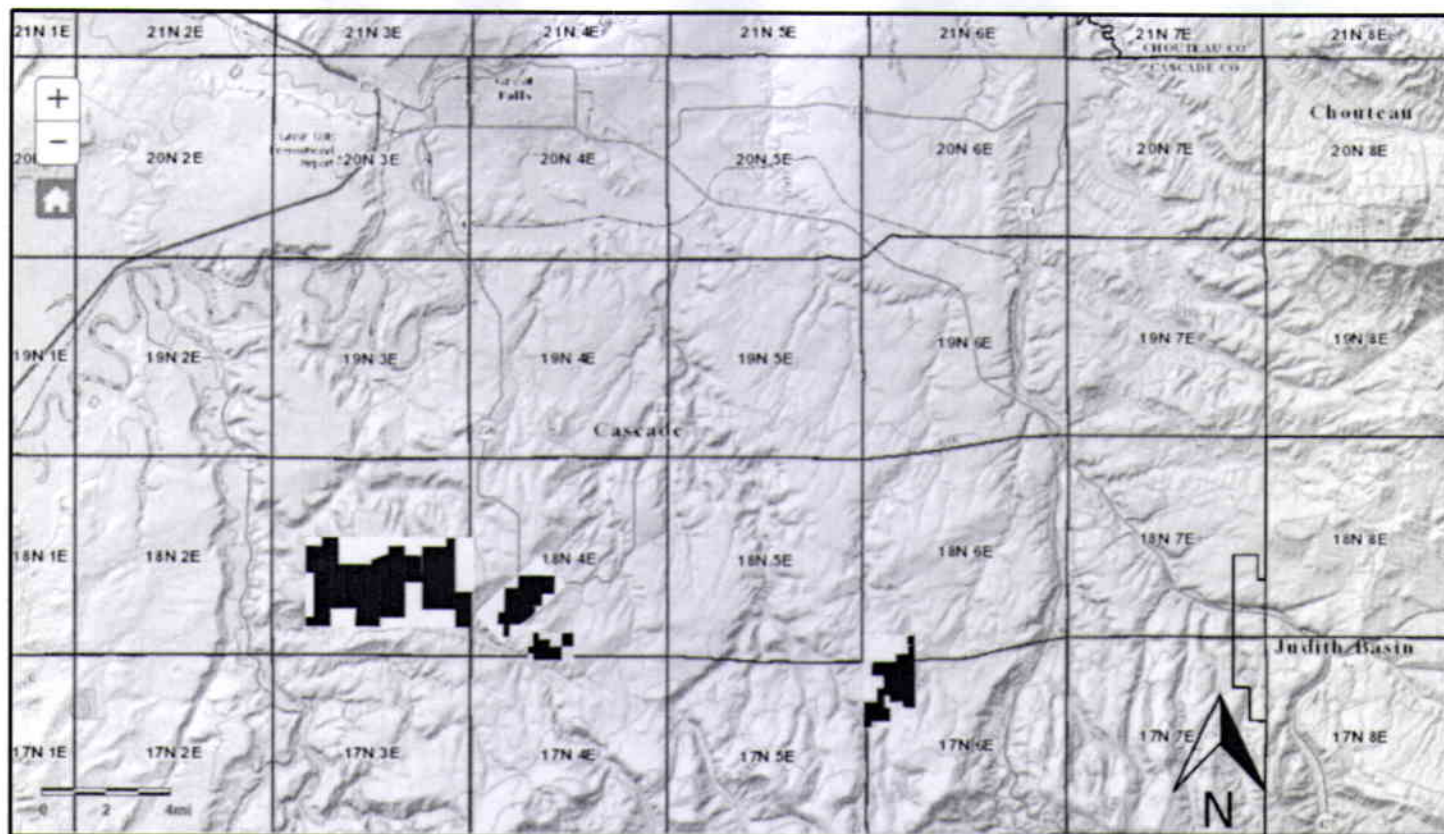 21N 1E 21N 2E 21N 3E 21N 4E 21N 5E 21N 6E 21N 7E 21N 8E
CHOUTEAU CO
CASCADE CO
+
−
Falls
Chouteau
20N 2E 20N 3E 20N 4E 20N 5E 20N 6E 20N 7E 20N 8E
19N 1E 19N 2E 19N 3E 19N 4E 19N 5E 19N 6E 19N 7E 19N 8E
Cascade
18N 1E 18N 2E 18N 4E 18N 5E 18N 6E 18N 7E 18N 8E
Judith Basin
17N 1E 17N 2E 17N 3E 17N 4E 17N 5E 17N 6E 17N 7E 17N 8E
0 2 4mi
N